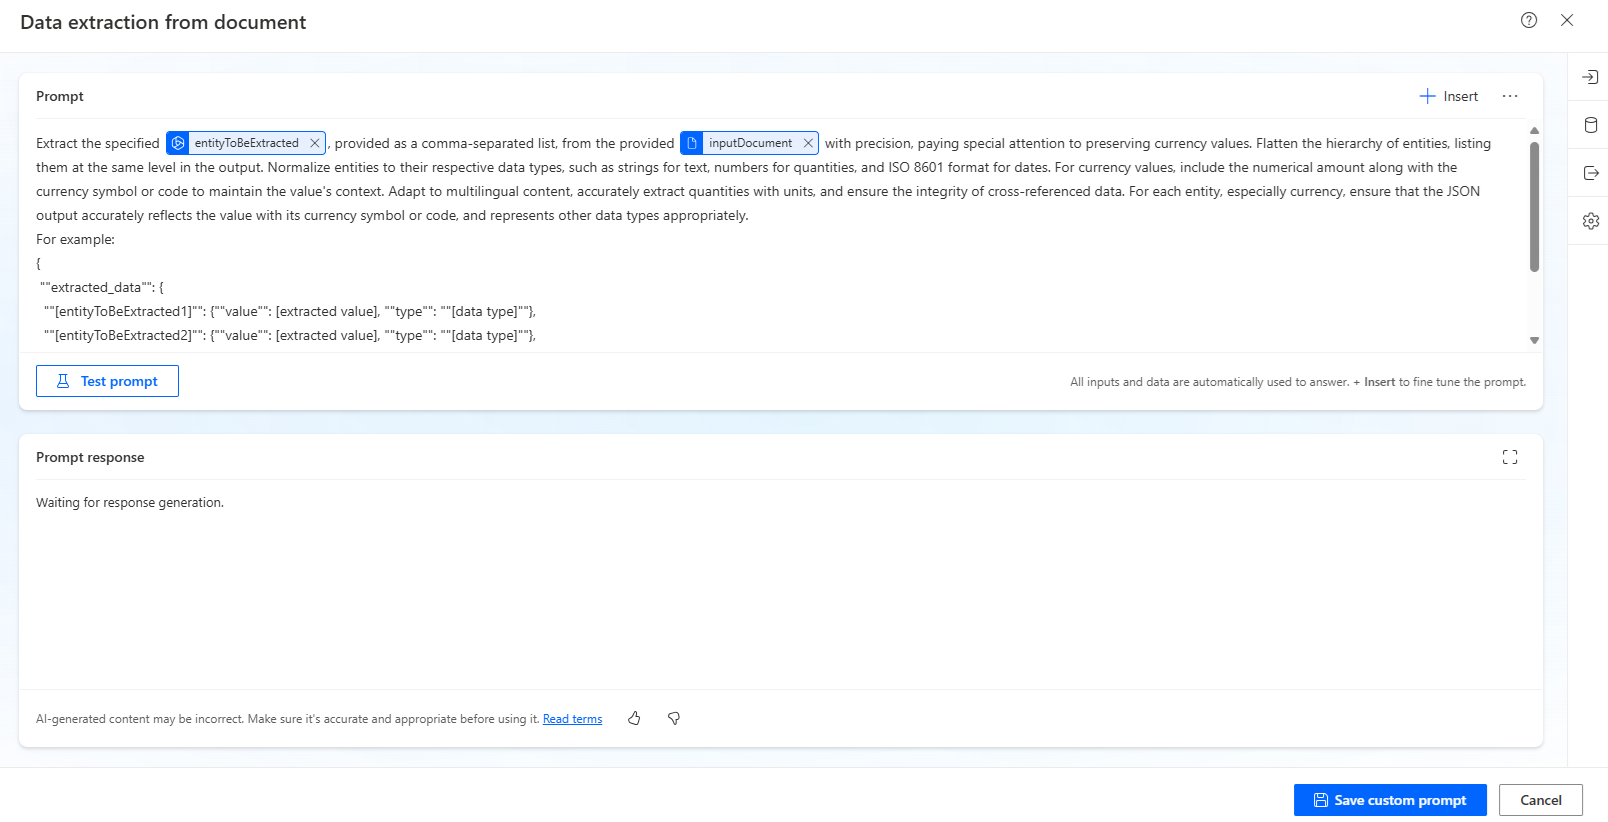 Data extraction from document
Prompt
Insert
Extract the specified entityToBeExtracted , provided as a comma-separated list, from the provided inputDocument with precision, paying special attention to preserving currency values. Flatten the hierarchy of entities, listing
them at the same level in the output. Normalize entities to their respective data types, such as strings for text, numbers for quantities, and ISO 8601 format for dates. For currency values, include the numerical amount along with the
currency symbol or code to maintain the value's context. Adapt to multilingual content, accurately extract quantities with units, and ensure the integrity of cross-referenced data. For each entity, especially currency, ensure that the JSON
output accurately reflects the value with its currency symbol or code, and represents other data types appropriately.
For example:
{
""extracted_data"": {
""[entityToBeExtracted1]"": {""value"": [extracted value], ""type"": ""[data type]""},
""[entityToBeExtracted2]"": {""value"": [extracted value], ""type"": ""[data type]""},
Test prompt
All inputs and data are automatically used to answer. + Insert to fine tune the prompt.
Prompt response
Waiting for response generation.
AI-generated content may be incorrect. Make sure it's accurate and appropriate before using it. Read terms
Save custom prompt
Cancel